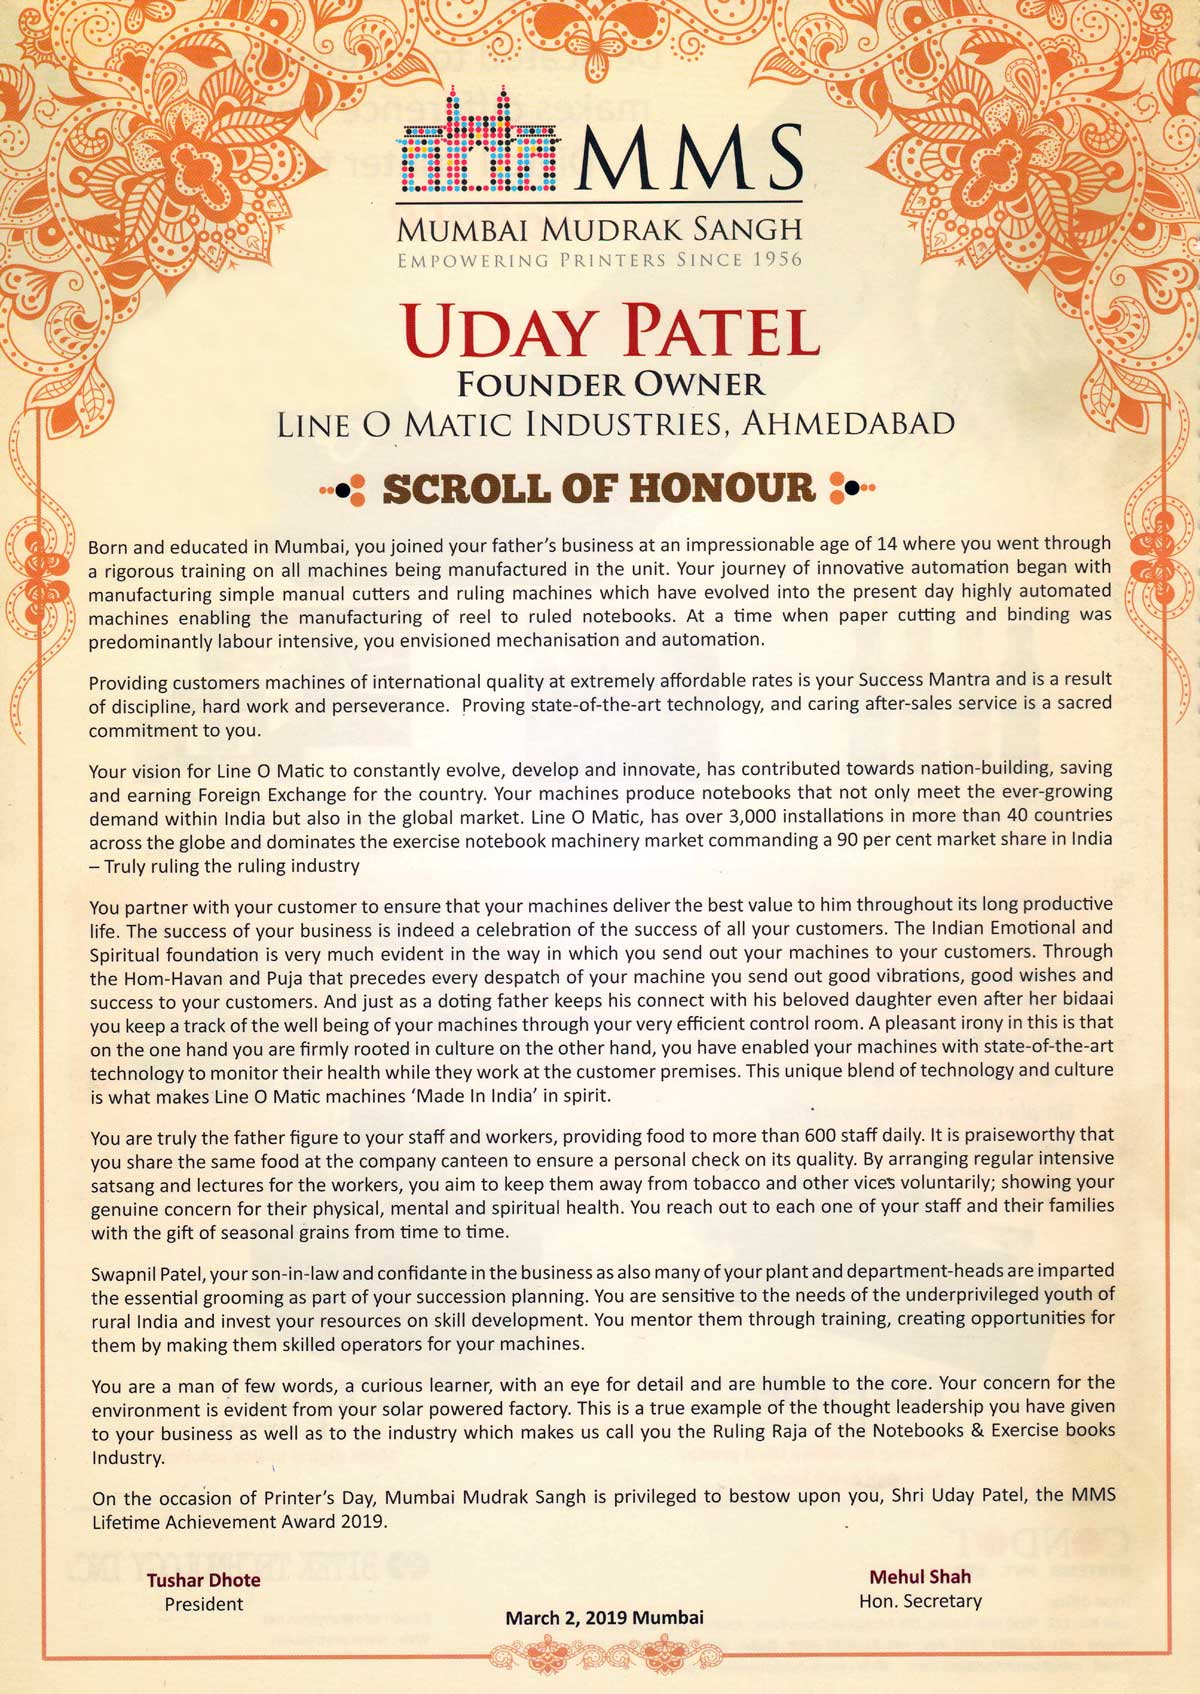 MMS
MUMBAI MUDRAK SANGH
EMPOWERING PRINTERS SINCE 1956
UDAY PATEL
FOUNDER OWNER
LINE O MATIC INDUSTRIES, AHMEDABAD
SCROLL OF HONOUR
Born and educated in Mumbai, you joined your father's business at an impressionable age of 14 where you went through
a rigorous training on all machines being manufactured in the unit. Your journey of innovative automation began with
manufacturing simple manual cutters and ruling machines which have evolved into the present day highly automated
machines enabling the manufacturing of reel to ruled notebooks. At a time when paper cutting and binding was
predominantly labour intensive, you envisioned mechanisation and automation.
Providing customers machines of international quality at extremely affordable rates is your Success Mantra and is a result
of discipline, hard work and perseverance. Proving state-of-the-art technology, and caring after-sales service is a sacred
commitment to you.
Your vision for Line O Matic to constantly evolve, develop and innovate, has contributed towards nation-building, saving
and earning Foreign Exchange for the country. Your machines produce notebooks that not only meet the ever-growing
demand within India but also in the global market. Line O Matic, has over 3,000 installations in more than 40 countries
across the globe and dominates the exercise notebook machinery market commanding a 90 per cent market share in India
– Truly ruling the ruling industry
You partner with your customer to ensure that your machines deliver the best value to him throughout its long productive
life. The success of your business is indeed a celebration of the success of all your customers. The Indian Emotional and
Spiritual foundation is very much evident in the way in which you send out your machines to your customers. Through
the Hom-Havan and Puja that precedes every despatch of your machine you send out good vibrations, good wishes and
success to your customers. And just as a doting father keeps his connect with his beloved daughter even after her bidaai
you keep a track of the well being of your machines through your very efficient control room. A pleasant irony in this is that
on the one hand you are firmly rooted in culture on the other hand, you have enabled your machines with state-of-the-art
technology to monitor their health while they work at the customer premises. This unique blend of technology and culture
is what makes Line O Matic machines 'Made In India' in spirit.
You are truly the father figure to your staff and workers, providing food to more than 600 staff daily. It is praiseworthy that
you share the same food at the company canteen to ensure a personal check on its quality. By arranging regular intensive
satsang and lectures for the workers, you aim to keep them away from tobacco and other vices voluntarily; showing your
genuine concern for their physical, mental and spiritual health. You reach out to each one of your staff and their families
with the gift of seasonal grains from time to time.
Swapnil Patel, your son-in-law and confidante in the business as also many of your plant and department-heads are imparted
the essential grooming as part of your succession planning. You are sensitive to the needs of the underprivileged youth of
rural India and invest your resources on skill development. You mentor them through training, creating opportunities for
them by making them skilled operators for your machines.
You are a man of few words, a curious learner, with an eye for detail and are humble to the core. Your concern for the
environment is evident from your solar powered factory. This is a true example of the thought leadership you have given
to your business as well as to the industry which makes us call you the Ruling Raja of the Notebooks & Exercise books
Industry.
On the occasion of Printer's Day, Mumbai Mudrak Sangh is privileged to bestow upon you, Shri Uday Patel, the MMS
Lifetime Achievement Award 2019.
Tushar Dhote
President
Mehul Shah
Hon. Secretary
March 2, 2019 Mumbai